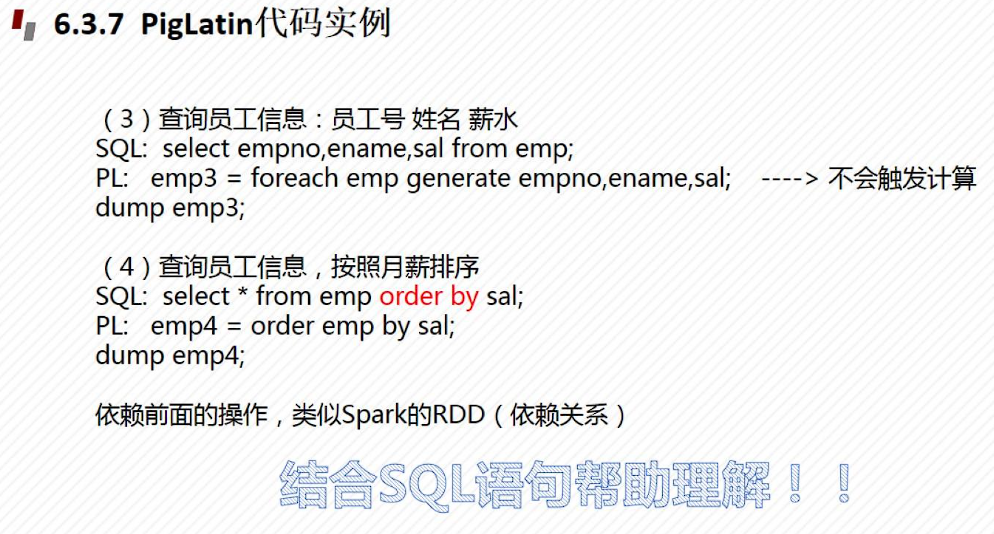 6.3.7 PigLatin代码实例
（3）查询员工信息：员工号 姓名 薪水
SQL: select empno,ename,sal from emp;
PL: emp3 = foreach emp generate empno,ename,sal; ----> 不会触发计算
dump emp3;
（4）查询员工信息，按照月薪排序
SQL: select * from emp order by sal;
PL: emp4 = order emp by sal;
dump emp4;
依赖前面的操作，类似Spark的RDD（依赖关系）
结合SQL语句帮助理解！！